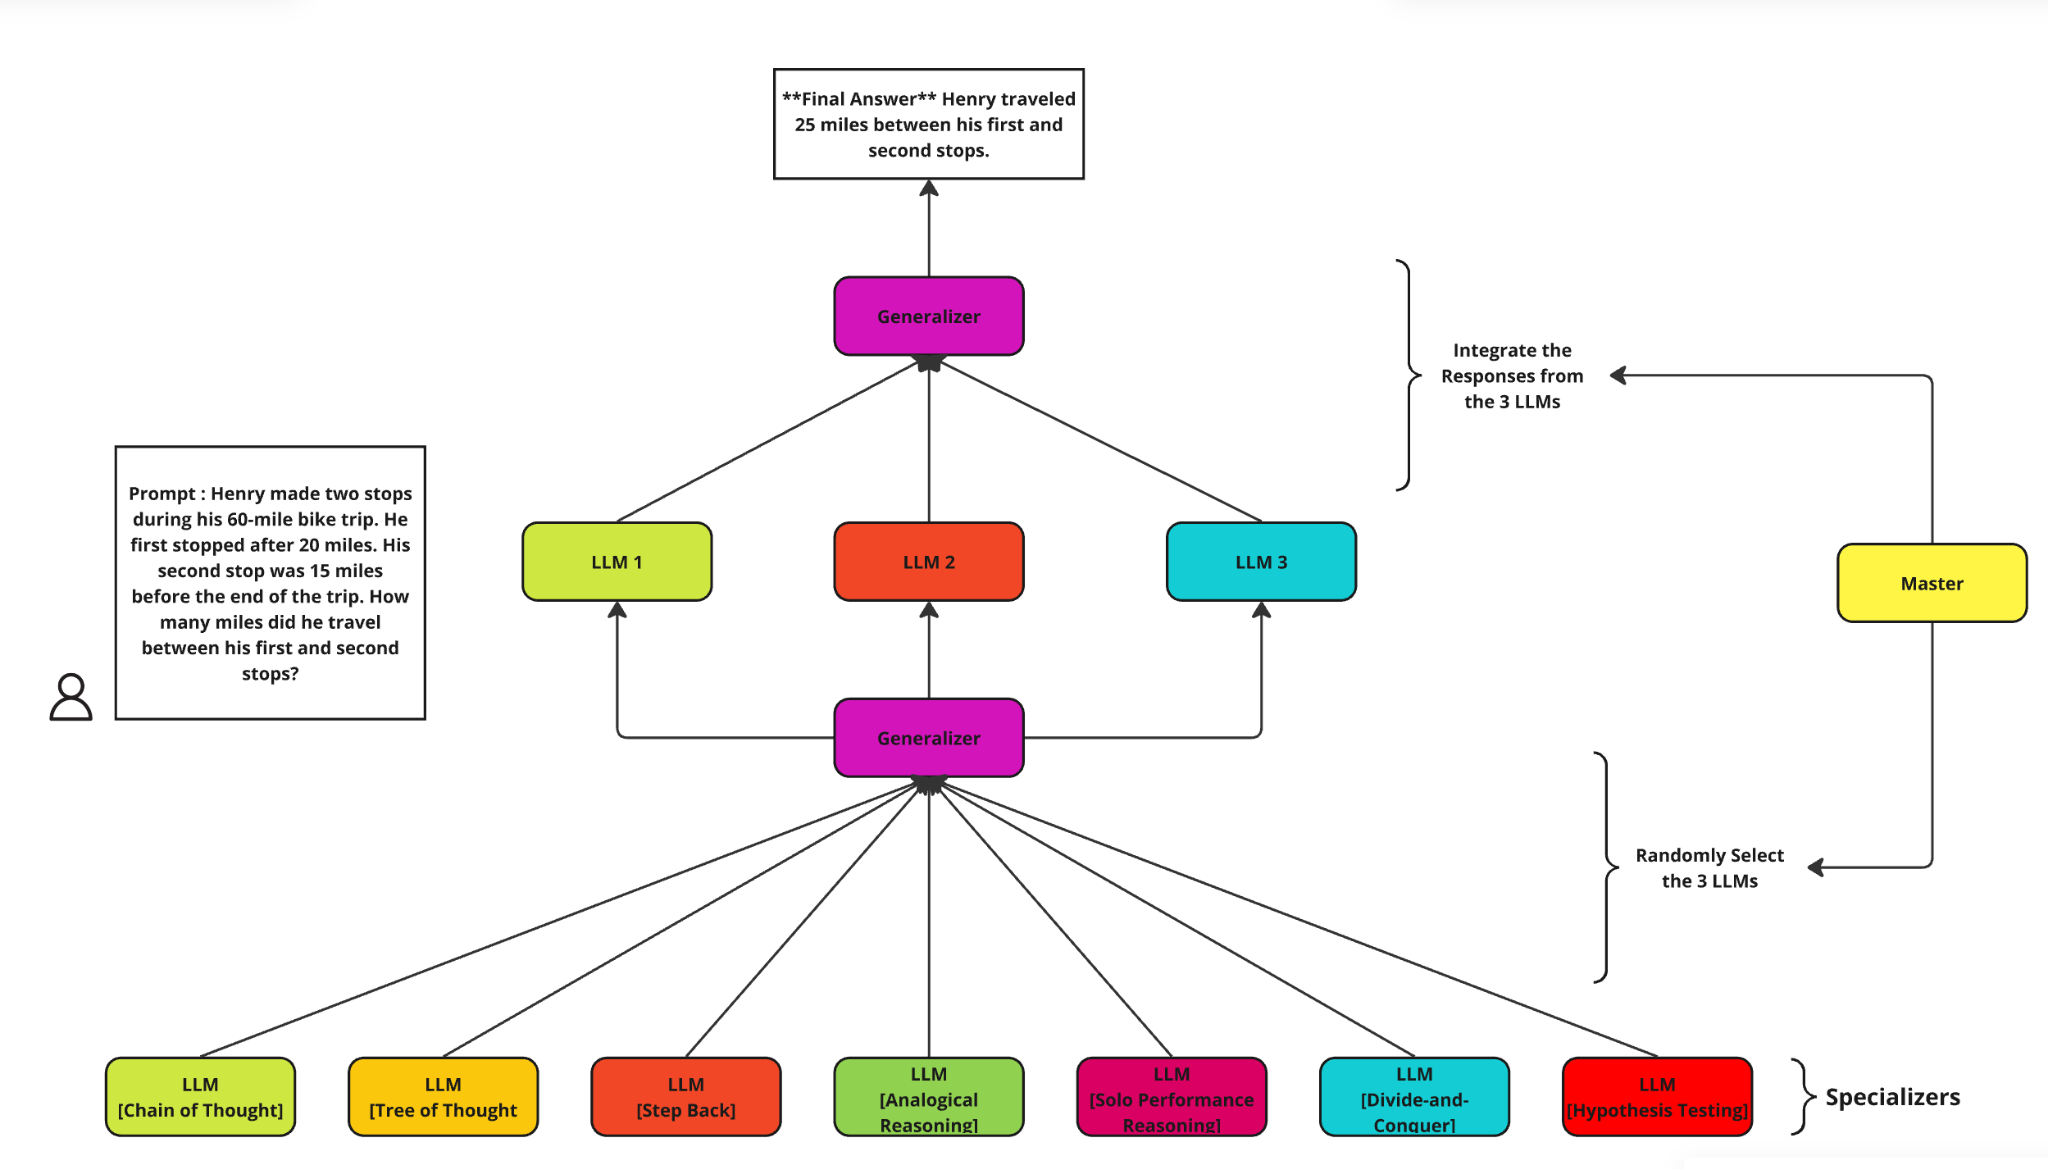 **Final Answer** Henry traveled
25 miles between his first and
second stops.
Generalizer
Integrate the
Responses from
the 3 LLMs
Prompt : Henry made two stops
during his 60-mile bike trip. He
first stopped after 20 miles. His
second stop was 15 miles
before the end of the trip. How
many miles did he travel
between his first and second
stops?
LLM 1
LLM 2
LLM 3
Master
Generalizer
Randomly Select
the 3 LLMs
LLM
[Chain of Thought]
LLM
[Tree of Thought
LLM
[Step Back]
LLM
[Analogical
Reasoning]
LLM
[Solo Performance
Reasoning]
LLM
[Divide-and-
Conquer]
LLM
[Hypothesis Testing]
Specializers